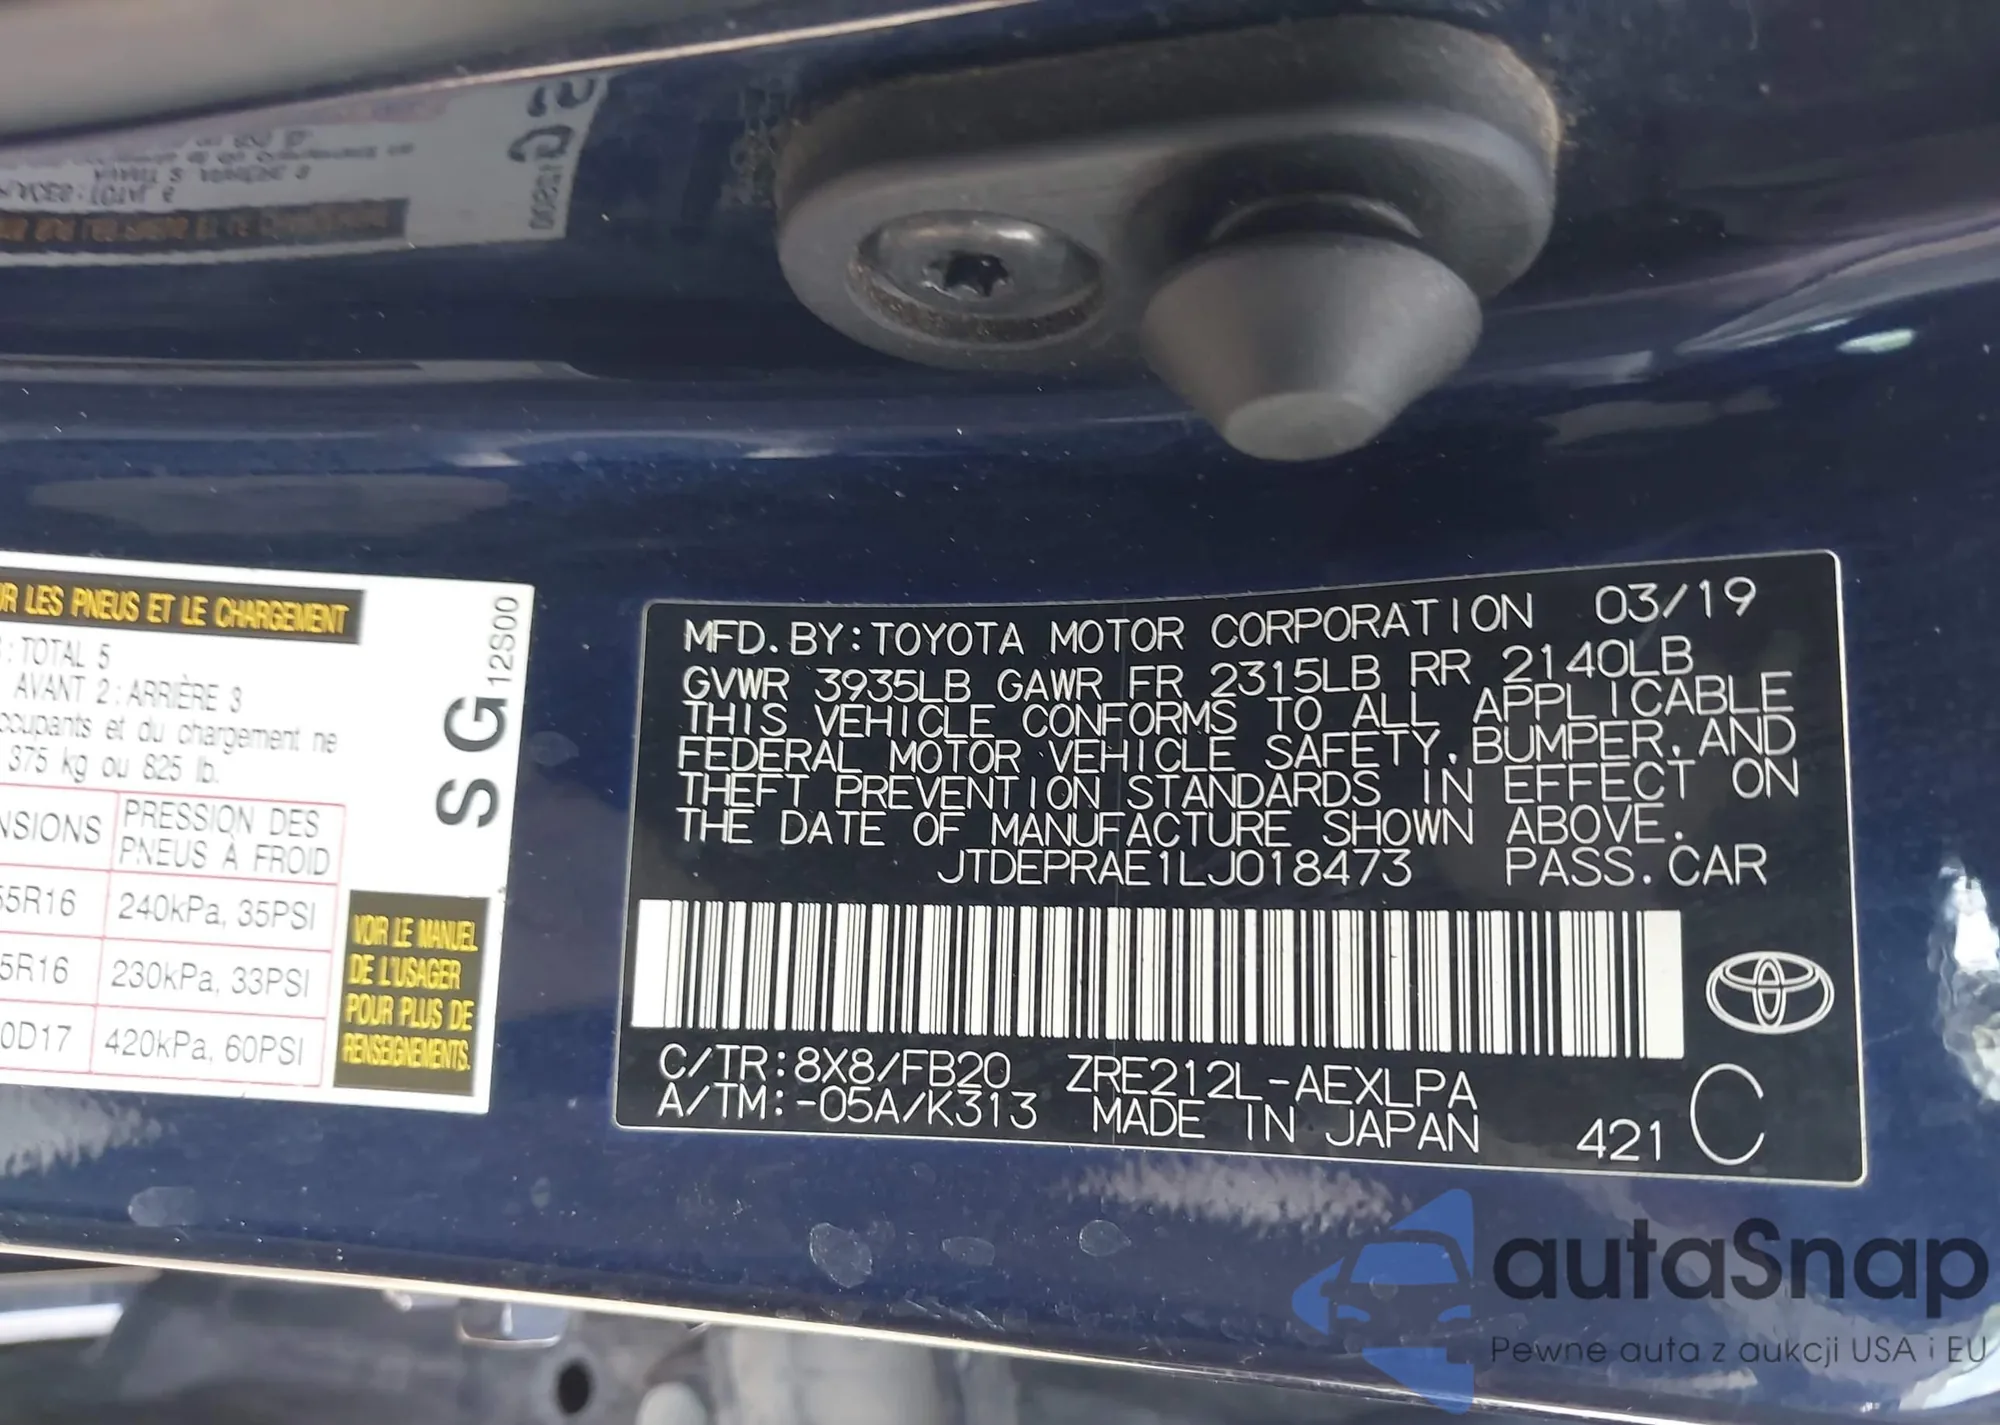 LES PNEUS ET LE CHARGEMENT
: TOTAL 5
AVANT 2 : ARRIÈRE 3
et du chargement ne
375 kg ou 825 lb.
PRESSION DES
PNEUS À FROID
55R16 240kPa, 35PSI
5R16 230kPa, 33PSI
0D17 420kPa, 60PSI
VOIR LE MANUEL
DE L'USAGER
POUR PLUS DE
RENSEIGNEMENTS.
SG
12S00
MFD. BY: TOYOTA MOTOR CORPORATION 03/19
GVWR 3935LB GAWR FR 2315LB RR 2140LB
THIS VEHICLE CONFORMS TO ALL APPLICABLE
FEDERAL MOTOR VEHICLE SAFETY, BUMPER, AND
THEFT PREVENTION STANDARDS IN EFFECT ON
THE DATE OF MANUFACTURE SHOWN ABOVE.
JTDEPRAE1LJ018473 PASS. CAR
C/TR: 8X8/FB20 ZRE212L-AEXLPA
A/TM: -05A/K313 MADE IN JAPAN 421 C
autaSnap
Pewne auta z aukcji USA i EU